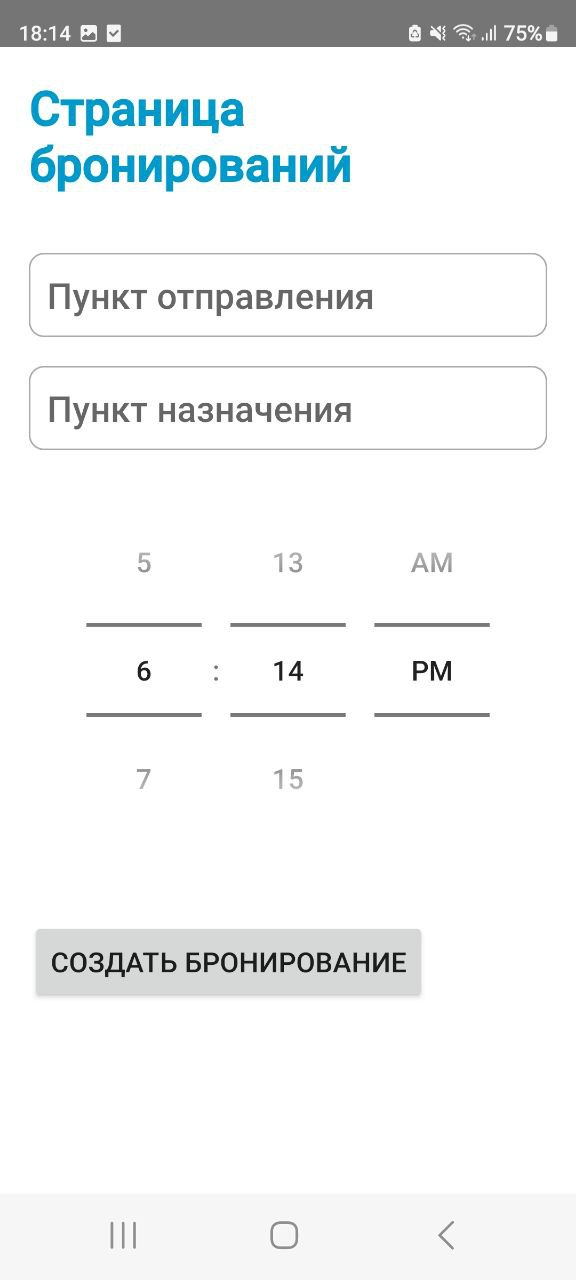 18:14 75%
Страница
бронирований
Пункт отправления
Пункт назначения
5 13 AM
6 : 14 PM
7 15
СОЗДАТЬ БРОНИРОВАНИЕ